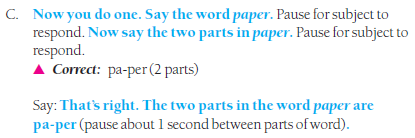 C. Now you do one. Say the word paper. Pause for subject to
respond. Now say the two parts in paper. Pause for subject to
respond.
▲ Correct: pa-per (2 parts)
Say: That's right. The two parts in the word paper are
pa-per (pause about 1 second between parts of word).